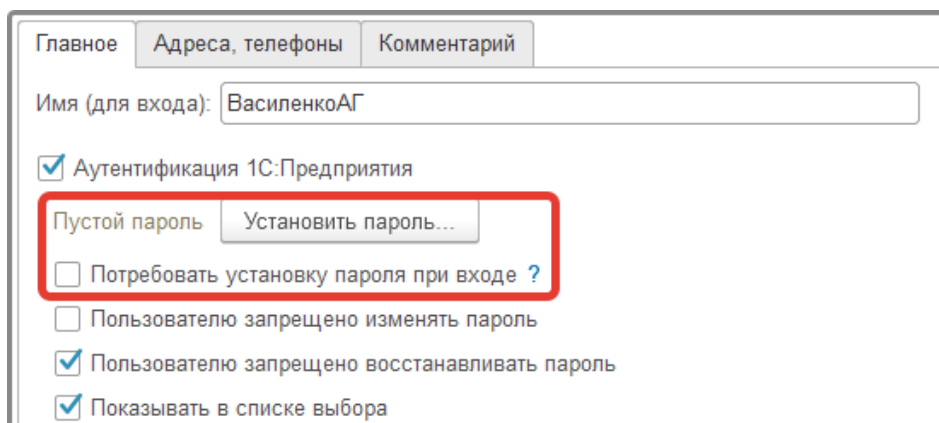 Главное Адреса, телефоны Комментарий
Имя (для входа): ВасиленкоАГ
Аутентификация 1С:Предприятия
Пустой пароль Установить пароль...
Потребовать установку пароля при входе ?
Пользователю запрещено изменять пароль
Пользователю запрещено восстанавливать пароль
Показывать в списке выбора